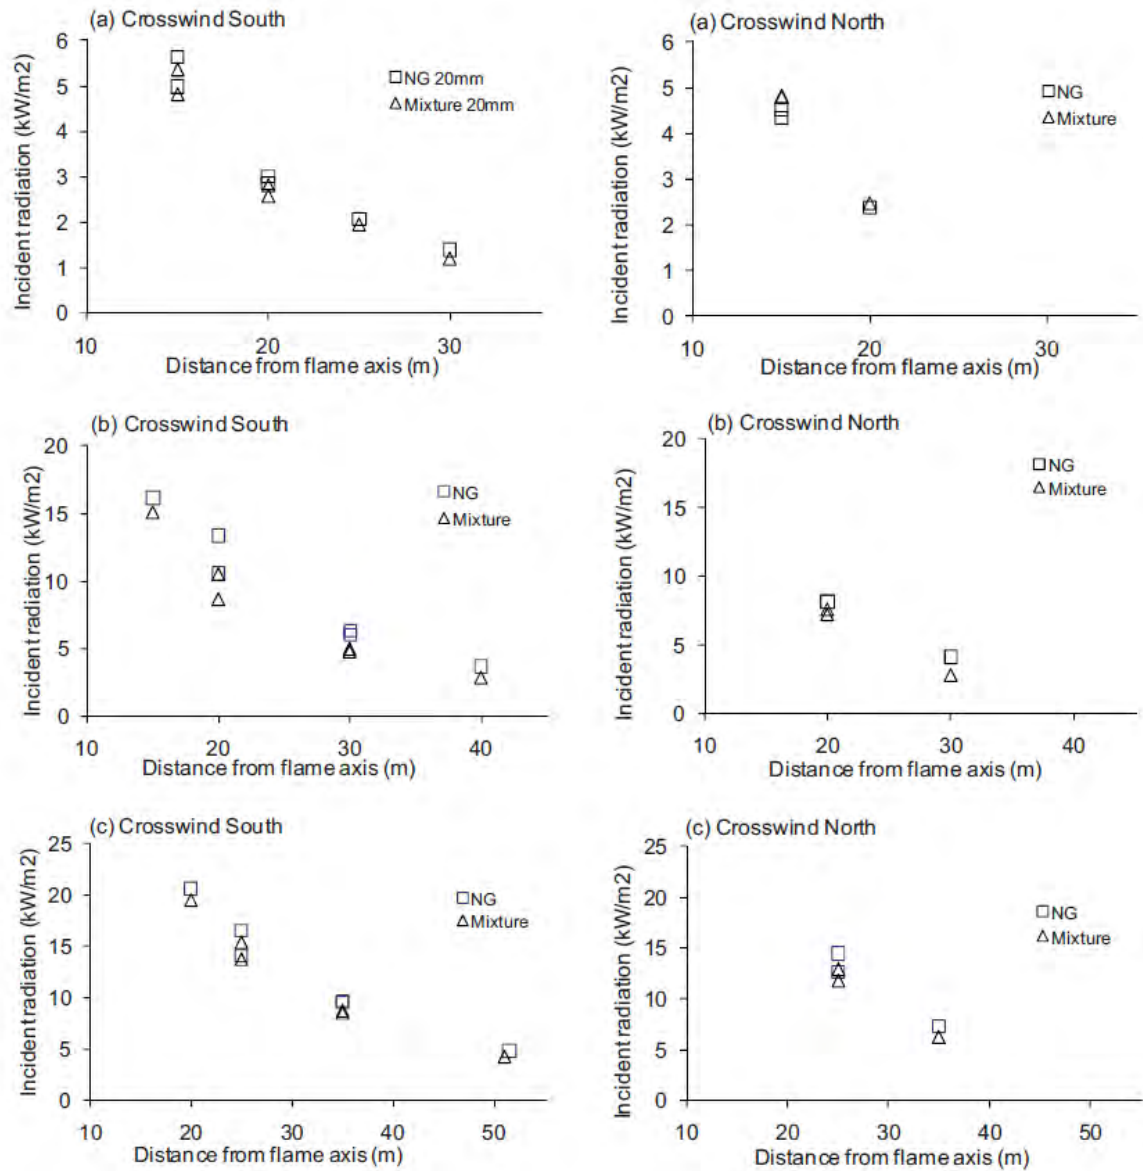 (a) Crosswind South
Incident radiation (kW/m2)
6
5
4
3
2
1
0
NG 20mm
Mixture 20mm
10 20 30
Distance from flame axis (m)
(a) Crosswind North
Incident radiation (kW/m2)
6
5
4
3
2
1
0
NG
Mixture
10 20 30
Distance from flame axis (m)
(b) Crosswind South
Incident radiation (kW/m2)
20
15
10
5
0
NG
Mixture
10 20 30 40
Distance from flame axis (m)
(b) Crosswind North
Incident radiation (kW/m2)
20
15
10
5
0
NG
Mixture
10 20 30 40
Distance from flame axis (m)
(c) Crosswind South
Incident radiation (kW/m2)
25
20
15
10
5
0
NG
Mixture
10 20 30 40 50
Distance from flame axis (m)
(c) Crosswind North
Incident radiation (kW/m2)
25
20
15
10
5
0
NG
Mixture
10 20 30 40 50
Distance from flame axis (m)